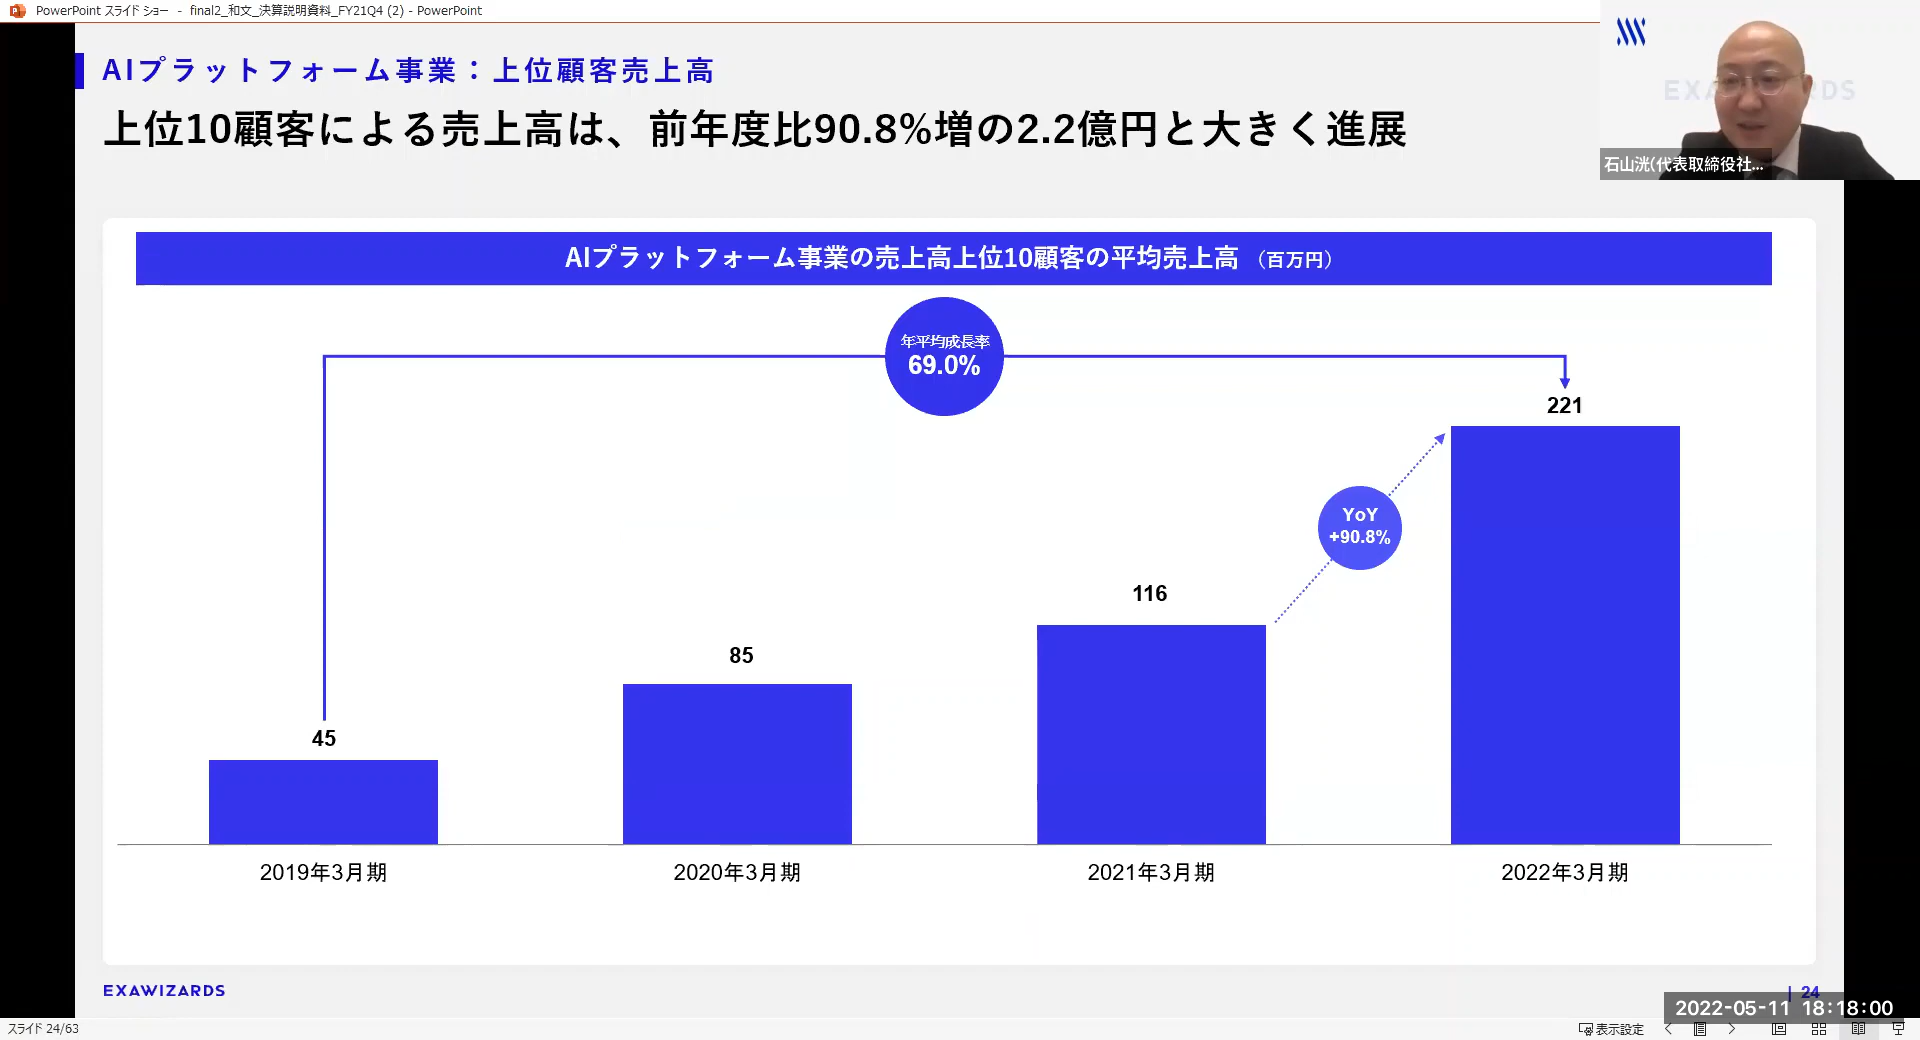 PowerPoint スライド ショー - final2_和文_決算説明資料_FY21Q4 (2) - PowerPoint
AIプラットフォーム事業：上位顧客売上高
上位10顧客による売上高は、前年度比90.8%増の2.2億円と大きく進展
EXAWIZARDS
石山洸(代表取締役社...
AIプラットフォーム事業の売上高上位10顧客の平均売上高（百万円）
年平均成長率
69.0%
221
YoY
+90.8%
116
85
45
2019年3月期
2020年3月期
2021年3月期
2022年3月期
EXAWIZARDS
| 24
2022-05-11 18:18:00
スライド 24/63
表示設定